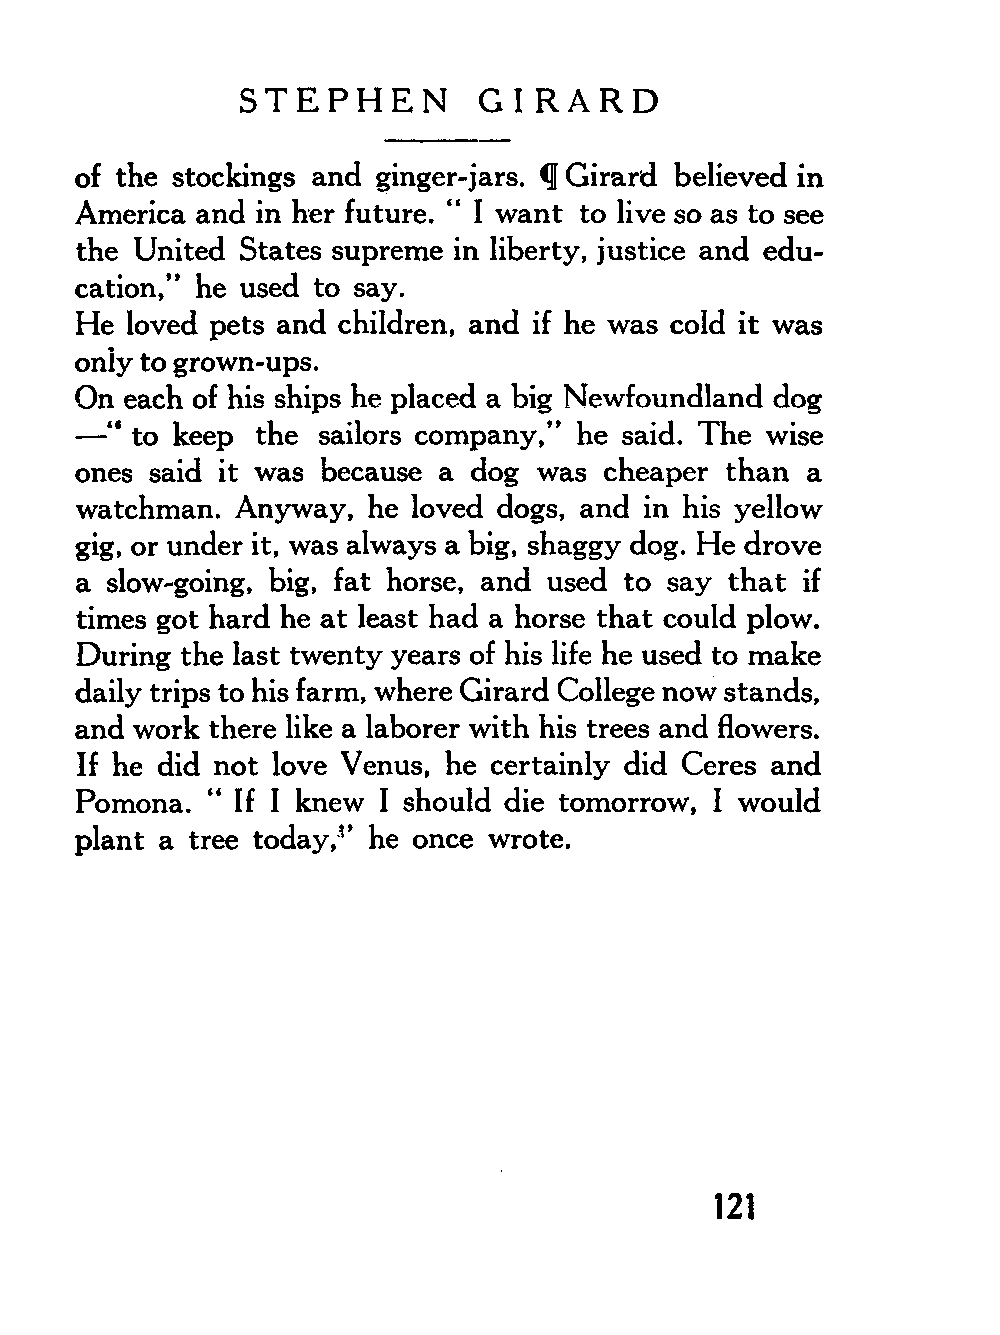 STEPHEN GIRARD
of the stockings and ginger-jars. ¶ Girard believed in
America and in her future. “ I want to live so as to see
the United States supreme in liberty, justice and edu-
cation,” he used to say.
He loved pets and children, and if he was cold it was
only to grown-ups.
On each of his ships he placed a big Newfoundland dog
—“ to keep the sailors company,” he said. The wise
ones said it was because a dog was cheaper than a
watchman. Anyway, he loved dogs, and in his yellow
gig, or under it, was always a big, shaggy dog. He drove
a slow-going, big, fat horse, and used to say that if
times got hard he at least had a horse that could plow.
During the last twenty years of his life he used to make
daily trips to his farm, where Girard College now stands,
and work there like a laborer with his trees and flowers.
If he did not love Venus, he certainly did Ceres and
Pomona. “ If I knew I should die tomorrow, I would
plant a tree today,” he once wrote.
121